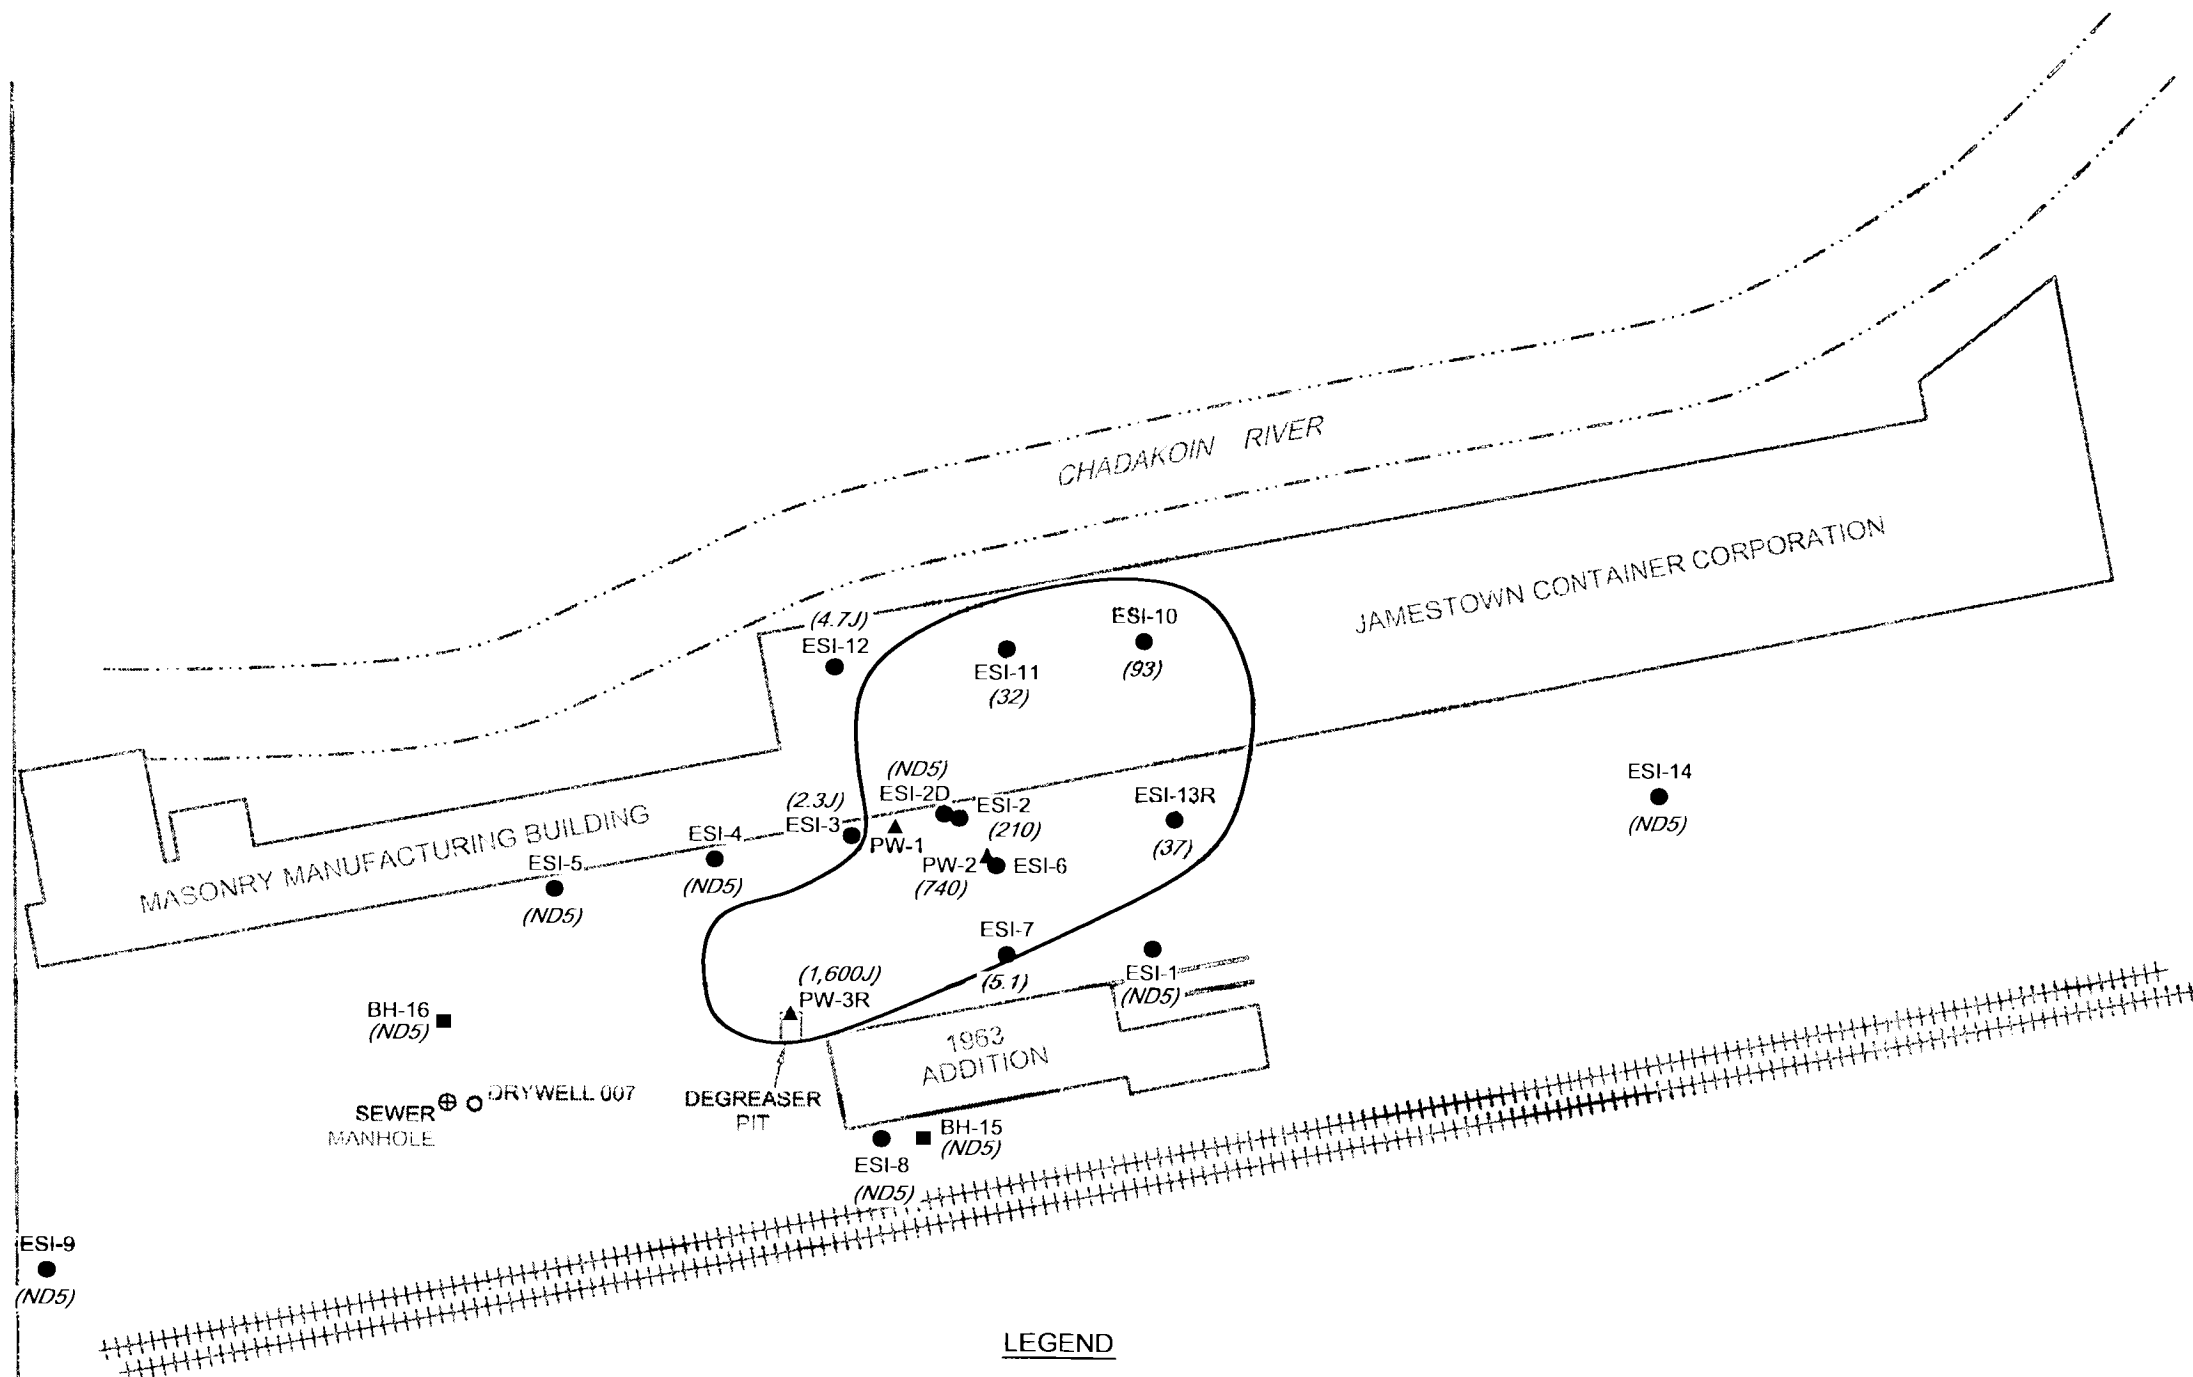 CHADAKOIN RIVER
JAMESTOWN CONTAINER CORPORATION
(4.7J)
ESI-12
ESI-10
(93)
ESI-11
(32)
(ND5)
ESI-2D
ESI-2
(210)
ESI-13R
(37)
ESI-14
(ND5)
(2.3J)
ESI-3
PW-1
ESI-4
(ND5)
MASONRY MANUFACTURING BUILDING
ESI-5
(ND5)
PW-2
(740)
ESI-6
ESI-7
(5.1)
ESI-1
(ND5)
(1,600J)
PW-3R
BH-16
(ND5)
1963
ADDITION
DEGREASER
PIT
DRYWELL 007
SEWER
MANHOLE
BH-15
(ND5)
ESI-8
(ND5)
ESI-9
(ND5)
LEGEND